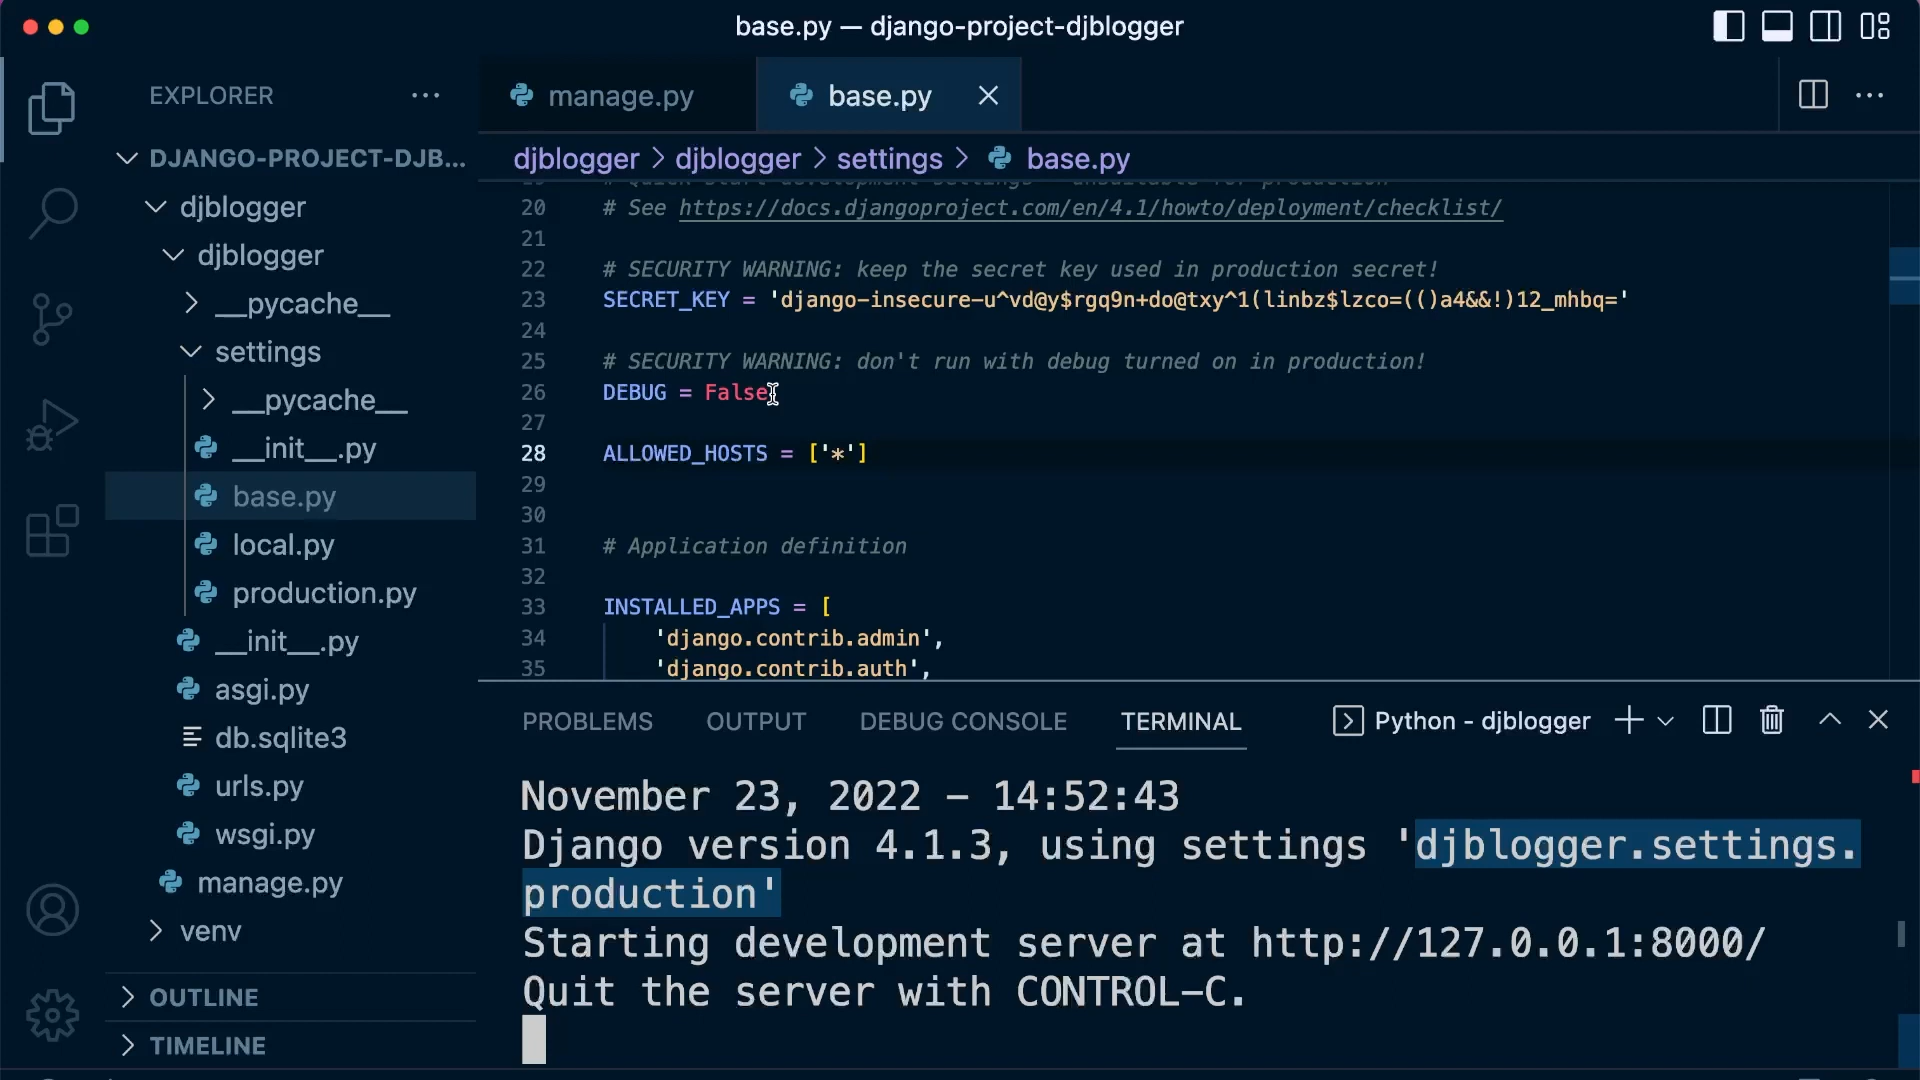 base.py — django-project-djblogger
EXPLORER
DJANGO-PROJECT-DJB...
djblogger
djblogger
__pycache__
settings
__pycache__
__init__.py
base.py
local.py
production.py
__init__.py
asgi.py
db.sqlite3
urls.py
wsgi.py
manage.py
venv
OUTLINE
TIMELINE
manage.py
base.py
djblogger > djblogger > settings > base.py
20 # See https://docs.djangoproject.com/en/4.1/howto/deployment/checklist/
21
22 # SECURITY WARNING: keep the secret key used in production secret!
23 SECRET_KEY = 'django-insecure-u^vd@y$rgq9n+do@txy^1(linbz$lzco=(()a4&&!)12_mhbq='
24
25 # SECURITY WARNING: don't run with debug turned on in production!
26 DEBUG = False
27
28 ALLOWED_HOSTS = ['*']
29
30
31 # Application definition
32
33 INSTALLED_APPS = [
34 'django.contrib.admin',
35 'django.contrib.auth',
PROBLEMS OUTPUT DEBUG CONSOLE TERMINAL Python - djblogger
November 23, 2022 - 14:52:43
Django version 4.1.3, using settings 'djblogger.settings.
production'
Starting development server at http://127.0.0.1:8000/
Quit the server with CONTROL-C.